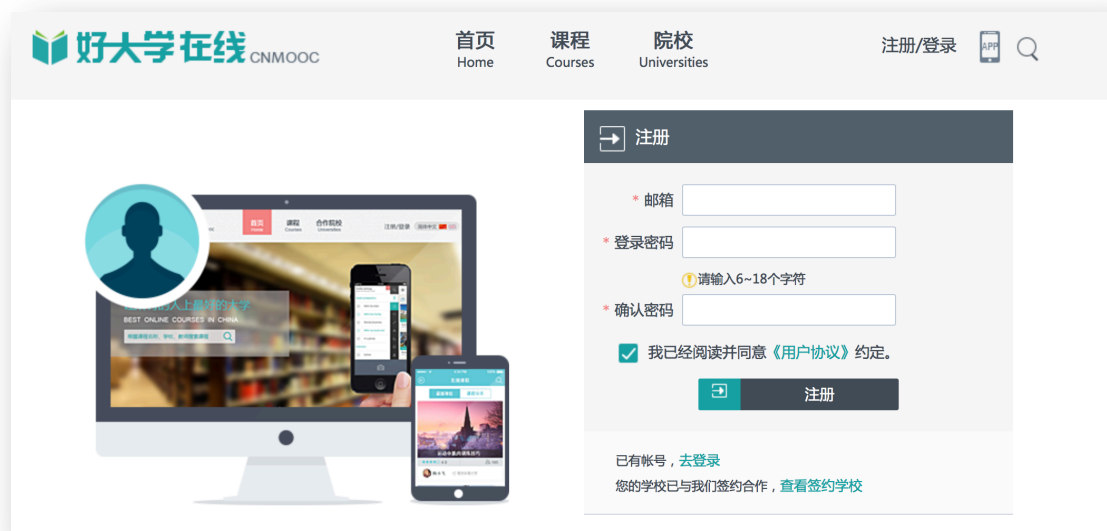 好大学在线 CNMOOC
首页 课程 院校
Home Courses Universities
注册/登录
APP
首页 课程 合作院校
Home Courses Universities
注册/登录
简体中文
BEST ONLINE COURSES IN CHINA
注册
* 邮箱
* 登录密码
请输入6~18个字符
* 确认密码
我已经阅读并同意《用户协议》约定。
注册
已有帐号，去登录
您的学校已与我们签约合作，查看签约学校